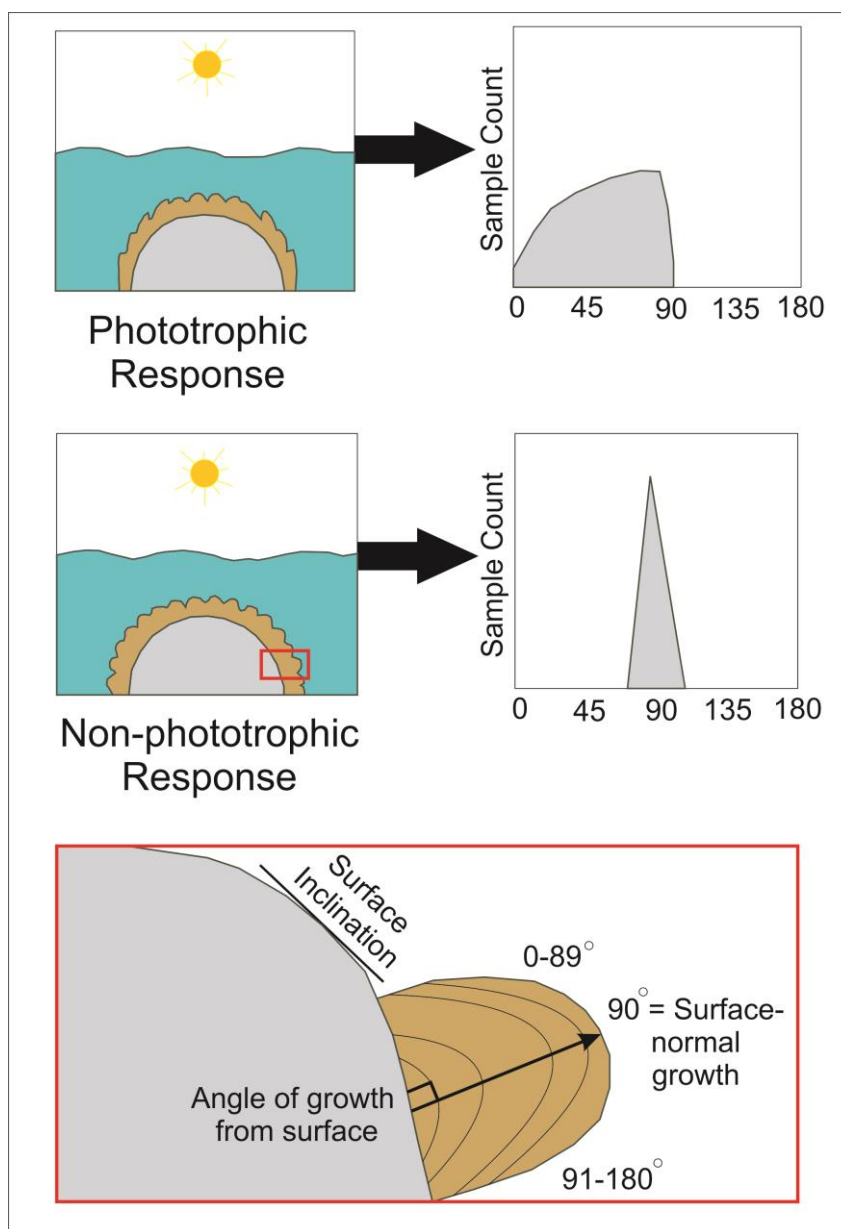 Sample Count
0 45 90 135 180
Phototrophic
Response
Sample Count
0 45 90 135 180
Non-phototrophic
Response
Surface
Inclination
0-89°
90° = Surface-
normal
growth
Angle of growth
from surface
91-180°